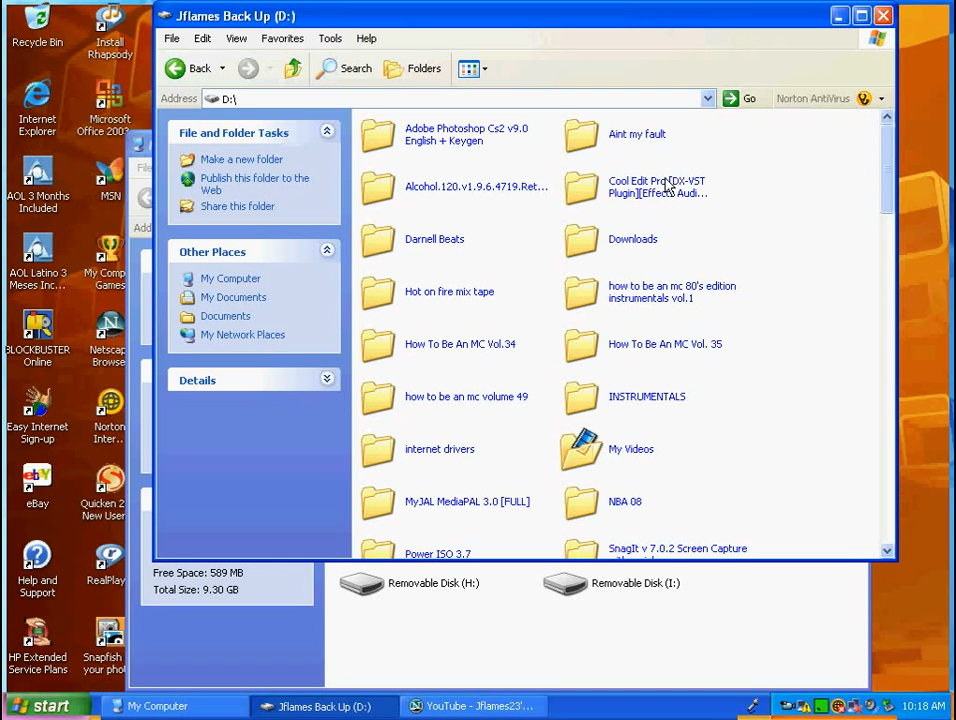 Jflames Back Up (D:)
File Edit View Favorites Tools Help
Back Search Folders
Address D:\ Go Norton AntiVirus
File and Folder Tasks
Make a new folder
Publish this folder to the
Web
Share this folder
Other Places
My Computer
My Documents
Documents
My Network Places
Details
Adobe Photoshop Cs2 v9.0
English + Keygen
Aint my fault
Alcohol.120.v1.9.6.4719.Ret...
Cool Edit Pro [DX-VST
Plugin][Effects Audi...
Darnell Beats
Downloads
Hot on fire mix tape
how to be an mc 80's edition
instrumentals vol.1
How To Be An MC Vol.34
How To Be An MC Vol. 35
how to be an mc volume 49
INSTRUMENTALS
internet drivers
My Videos
MyJAL MediaPAL 3.0 [FULL]
NBA 08
Power ISO 3.7
SnagIt v 7.0.2 Screen Capture
Free Space: 589 MB
Total Size: 9.30 GB
Removable Disk (H:)
Removable Disk (I:)
Recycle Bin
Install
Rhapsody
Internet
Explorer
Microsoft
Office 2003
AOL 3 Months
Included
MSN
AOL Latino 3
Meses Inc...
My Comp
Games
BLOCKBUSTER
Online
Netscap
Browse
Easy Internet
Sign-up
Norton
Inter...
eBay
Quicken 2
New User
Help and
Support
RealPlay
HP Extended
Service Plans
Snapfish
your pho
start My Computer Jflames Back Up (D:) YouTube - Jflames23'... 10:18 AM